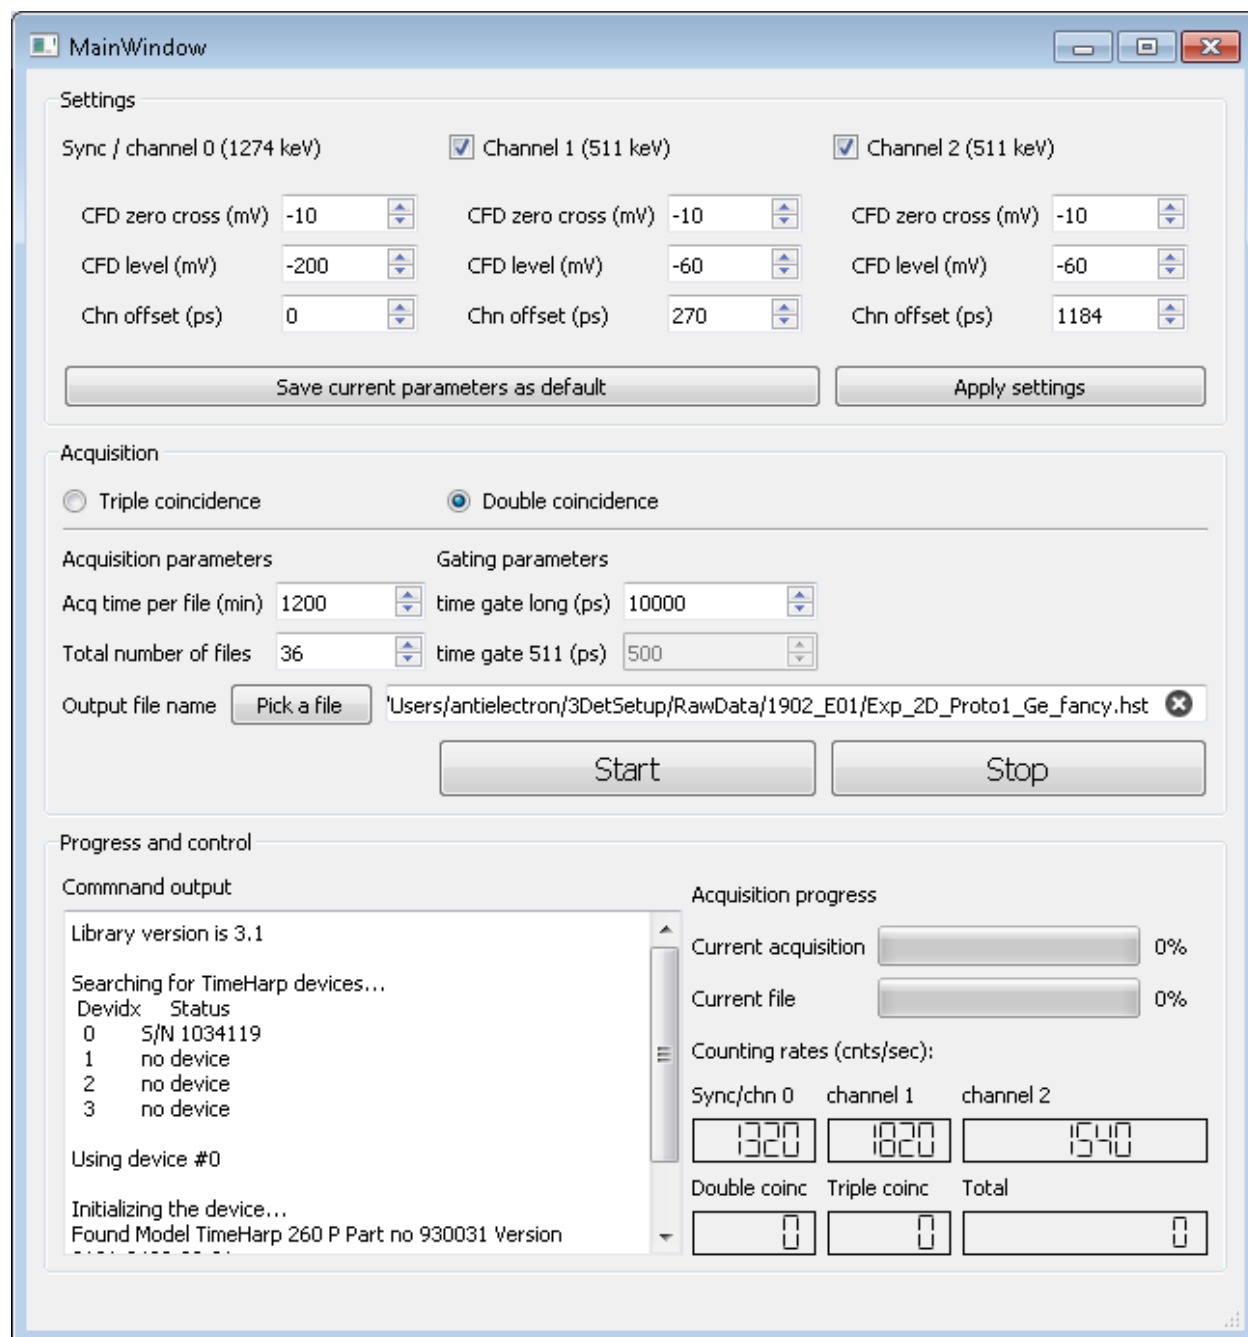 MainWindow
Settings
Sync / channel 0 (1274 keV) Channel 1 (511 keV) Channel 2 (511 keV)
CFD zero cross (mV) -10 CFD zero cross (mV) -10 CFD zero cross (mV) -10
CFD level (mV) -200 CFD level (mV) -60 CFD level (mV) -60
Chn offset (ps) 0 Chn offset (ps) 270 Chn offset (ps) 1184
Save current parameters as default Apply settings
Acquisition
Triple coincidence Double coincidence
Acquisition parameters Gating parameters
Acq time per file (min) 1200 time gate long (ps) 10000
Total number of files 36 time gate 511 (ps) 500
Output file name Pick a file 'Users/antielectron/3DetSetup/RawData/1902_E01/Exp_2D_Proto1_Ge_fancy.hst
Start Stop
Progress and control
Commnand output
Library version is 3.1
Searching for TimeHarp devices...
Devidx Status
0 S/N 1034119
1 no device
2 no device
3 no device
Using device #0
Initializing the device...
Found Model TimeHarp 260 P Part no 930031 Version
Acquisition progress
Current acquisition 0%
Current file 0%
Counting rates (cnts/sec):
Sync/chn 0 channel 1 channel 2
1320 1820 1540
Double coinc Triple coinc Total
0 0 0